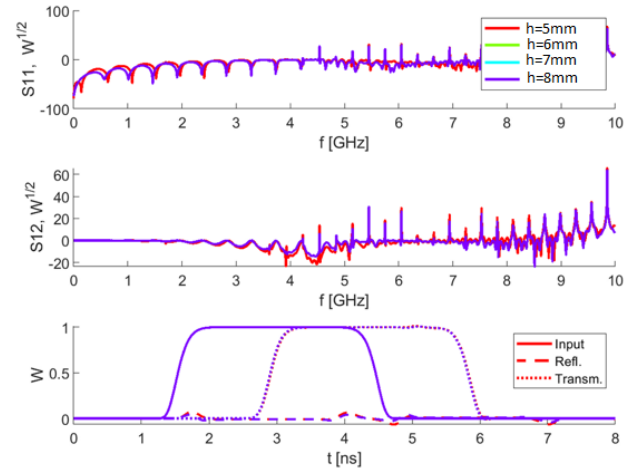 100
0
-100
S11, W1/2
0 1 2 3 4 5 6 7 8 9 10
f [GHz]
h=5mm
h=6mm
h=7mm
h=8mm
60
40
20
0
-20
S12, W1/2
0 1 2 3 4 5 6 7 8 9 10
f [GHz]
1
0.5
0
W
0 1 2 3 4 5 6 7 8
t [ns]
Input
Refl.
Transm.